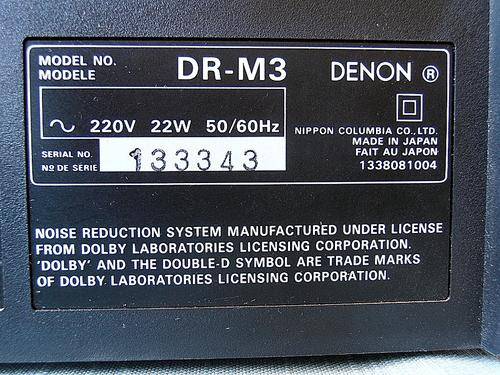 MODEL NO.
MODELE
DR-M3
DENON ®
220V 22W 50/60Hz
SERIAL NO.
Nº DE SÉRIE
133343
NIPPON COLUMBIA CO., LTD.
MADE IN JAPAN
FAIT AU JAPON
1338081004
NOISE REDUCTION SYSTEM MANUFACTURED UNDER LICENSE
FROM DOLBY LABORATORIES LICENSING CORPORATION.
'DOLBY' AND THE DOUBLE-D SYMBOL ARE TRADE MARKS
OF DOLBY LABORATORIES LICENSING CORPORATION.